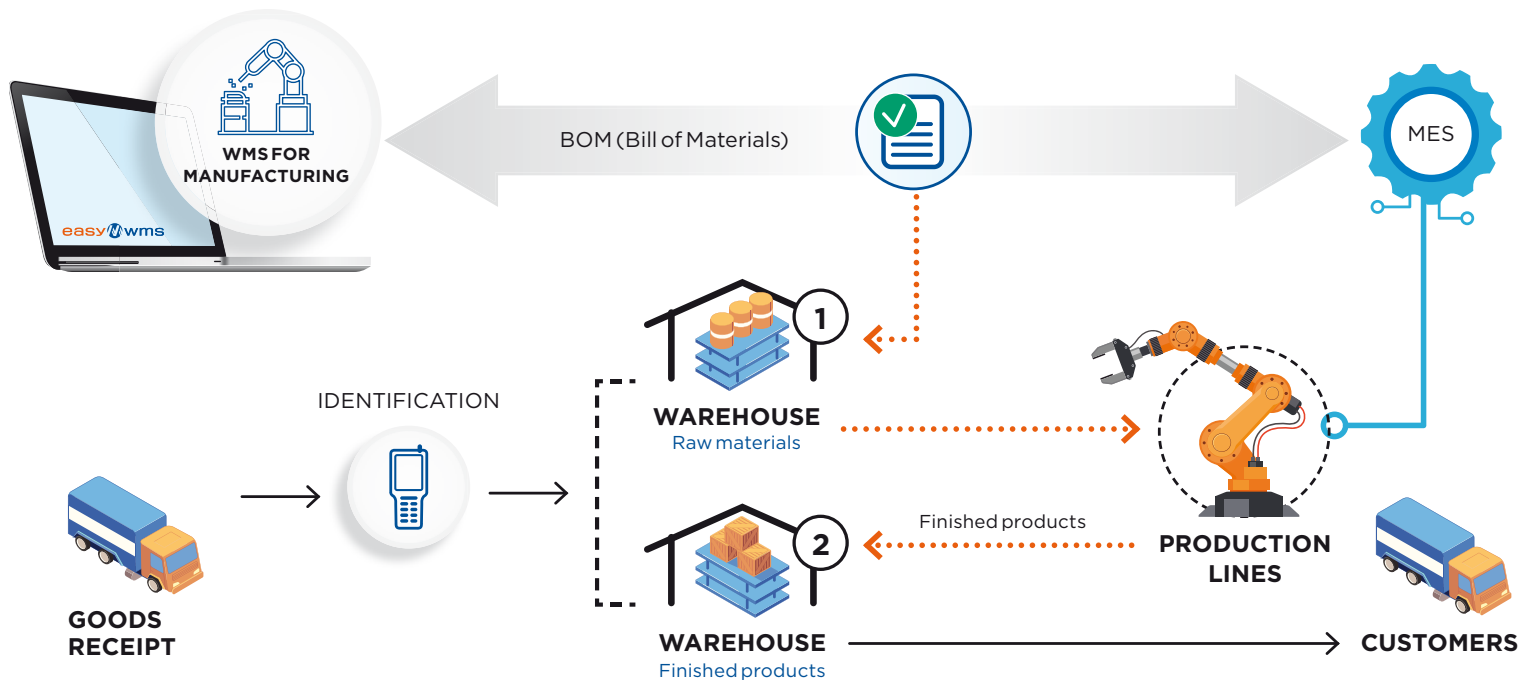 WMS FOR
MANUFACTURING
easy wms
BOM (Bill of Materials)
MES
1
IDENTIFICATION
WAREHOUSE
Raw materials
2
Finished products
PRODUCTION
LINES
GOODS
RECEIPT
WAREHOUSE
Finished products
CUSTOMERS